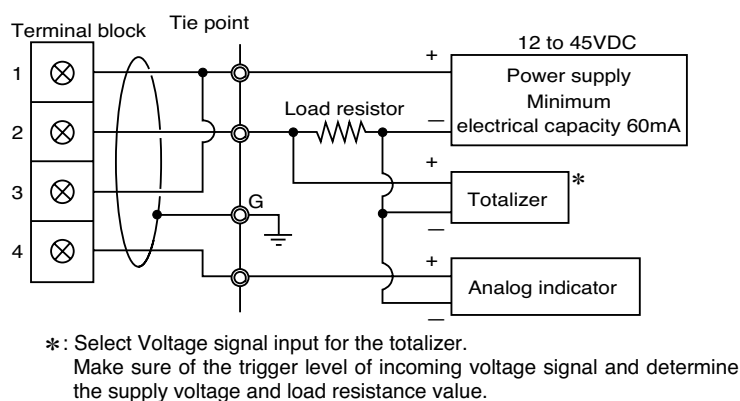 Terminal block
Tie point
1
2
3
4
G
Load resistor
12 to 45VDC
+
Power supply
Minimum
electrical capacity 60mA
—
+
Totalizer
*
—
+
Analog indicator
—
*: Select Voltage signal input for the totalizer.
Make sure of the trigger level of incoming voltage signal and determine
the supply voltage and load resistance value.